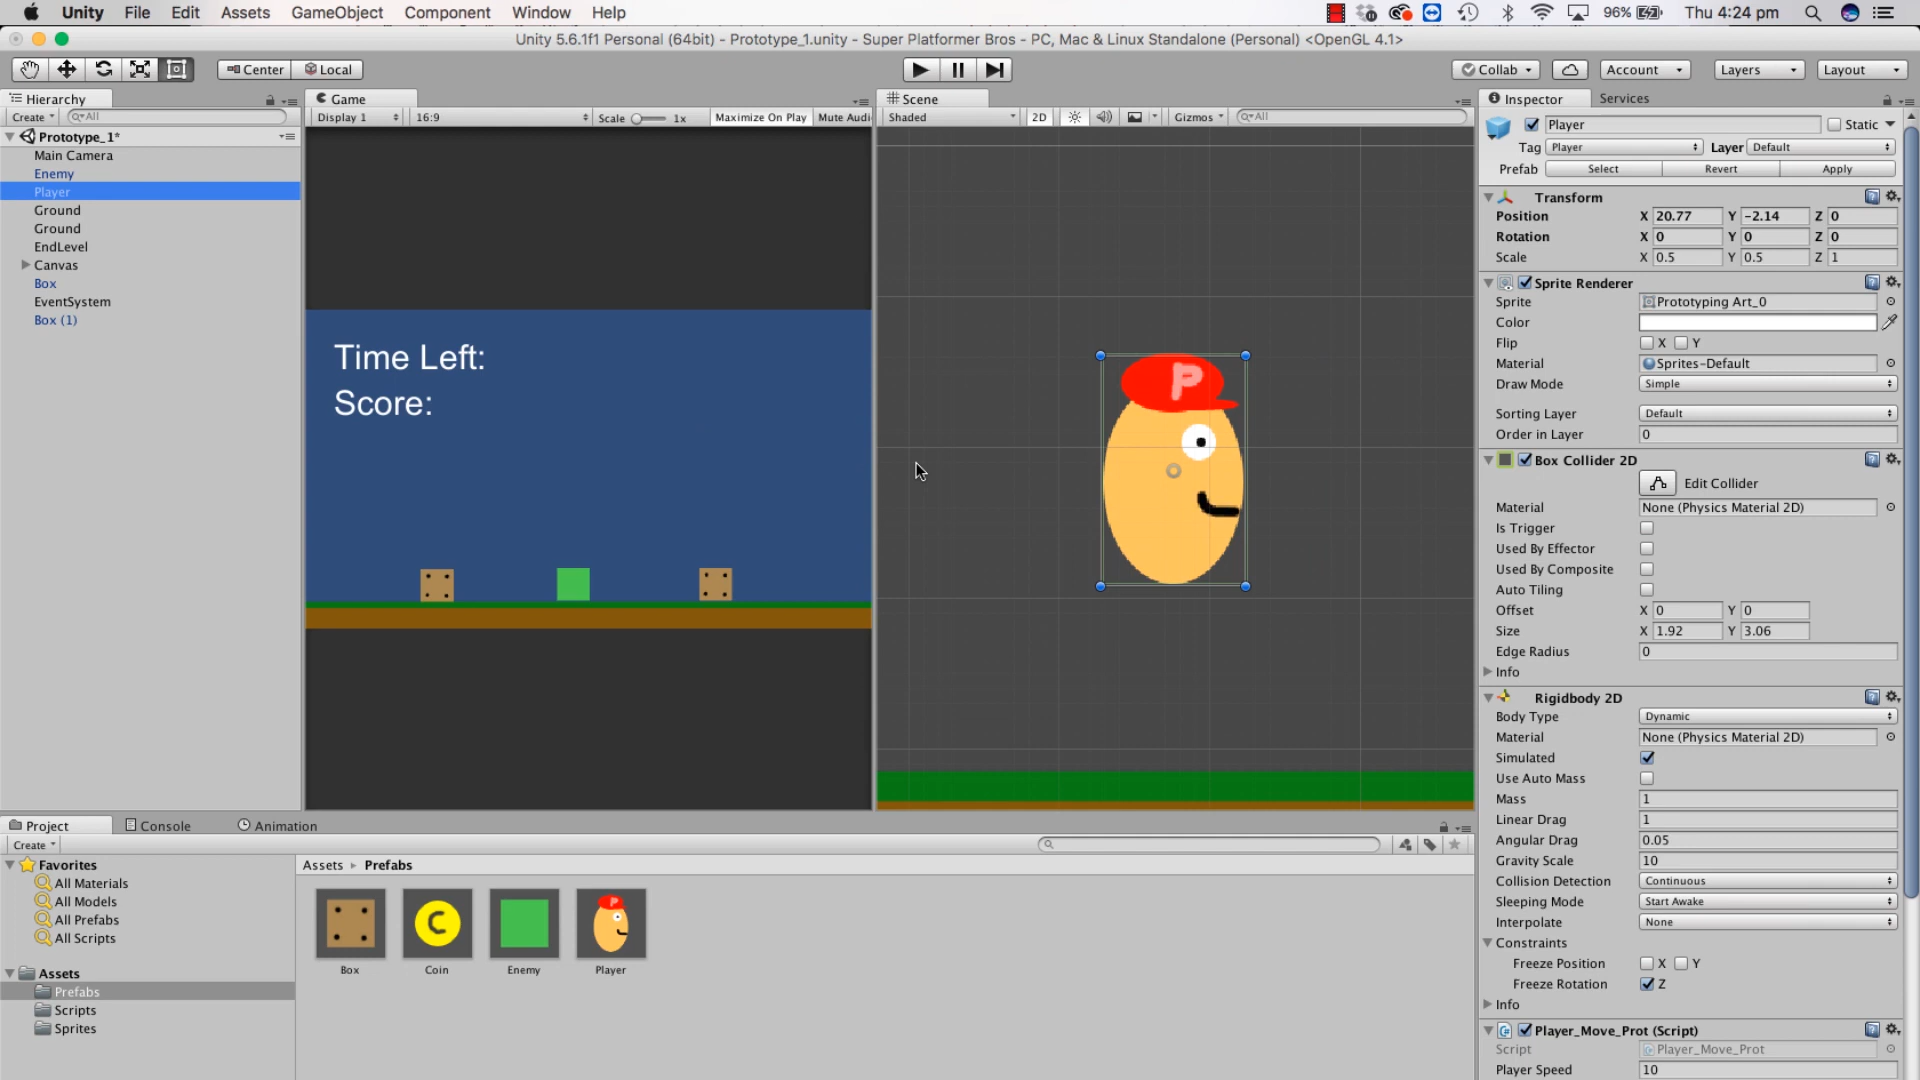 Unity File Edit Assets GameObject Component Window Help 96% Thu 4:24 pm
Unity 5.6.1f1 Personal (64bit) - Prototype_1.unity - Super Platformer Bros - PC, Mac & Linux Standalone (Personal) <OpenGL 4.1>
Center Local Collab Account Layers Layout
Hierarchy
Create All
Prototype_1*
Main Camera
Enemy
Player
Ground
Ground
EndLevel
Canvas
Box
EventSystem
Box (1)
Game
Display 1 16:9 Scale 1x Maximize On Play Mute Audi
Time Left:
Score:
Scene
Shaded 2D Gizmos All
P
Inspector Services
Player Static
Tag Player Layer Default
Prefab Select Revert Apply
Transform
Position X 20.77 Y -2.14 Z 0
Rotation X 0 Y 0 Z 0
Scale X 0.5 Y 0.5 Z 1
Sprite Renderer
Sprite Prototyping Art_0
Color
Flip X Y
Material Sprites-Default
Draw Mode Simple
Sorting Layer Default
Order in Layer 0
Box Collider 2D
Edit Collider
Material None (Physics Material 2D)
Is Trigger
Used By Effector
Used By Composite
Auto Tiling
Offset X 0 Y 0
Size X 1.92 Y 3.06
Edge Radius 0
Info
Rigidbody 2D
Body Type Dynamic
Material None (Physics Material 2D)
Simulated
Use Auto Mass
Mass 1
Linear Drag 1
Angular Drag 0.05
Gravity Scale 10
Collision Detection Continuous
Sleeping Mode Start Awake
Interpolate None
Constraints
Freeze Position X Y
Freeze Rotation Z
Info
Player_Move_Prot (Script)
Script Player_Move_Prot
Player Speed 10
Project Console Animation
Create
Favorites
All Materials
All Models
All Prefabs
All Scripts
Assets
Prefabs
Scripts
Sprites
Assets Prefabs
C
P
Box Coin Enemy Player